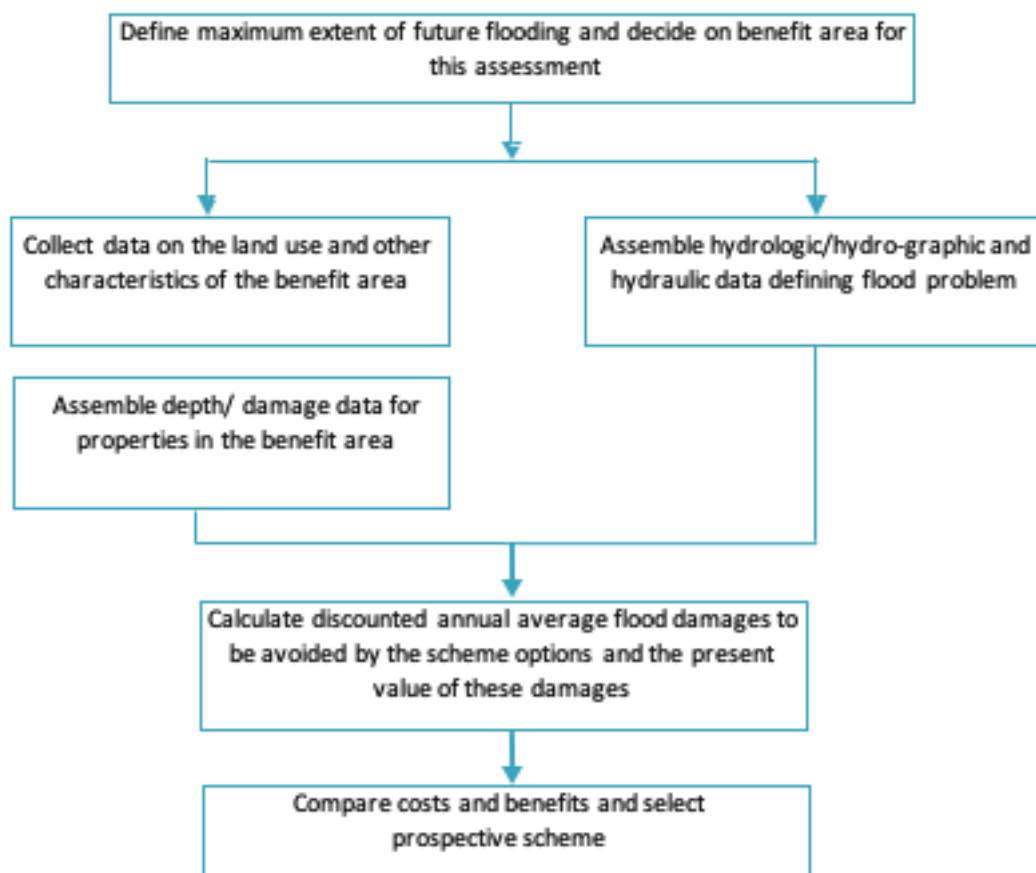 Define maximum extent of future flooding and decide on benefit area for
this assessment
Collect data on the land use and other
characteristics of the benefit area
Assemble hydrologic/hydro-graphic and
hydraulic data defining flood problem
Assemble depth/ damage data for
properties in the benefit area
Calculate discounted annual average flood damages to
be avoided by the scheme options and the present
value of these damages
Compare costs and benefits and select
prospective scheme